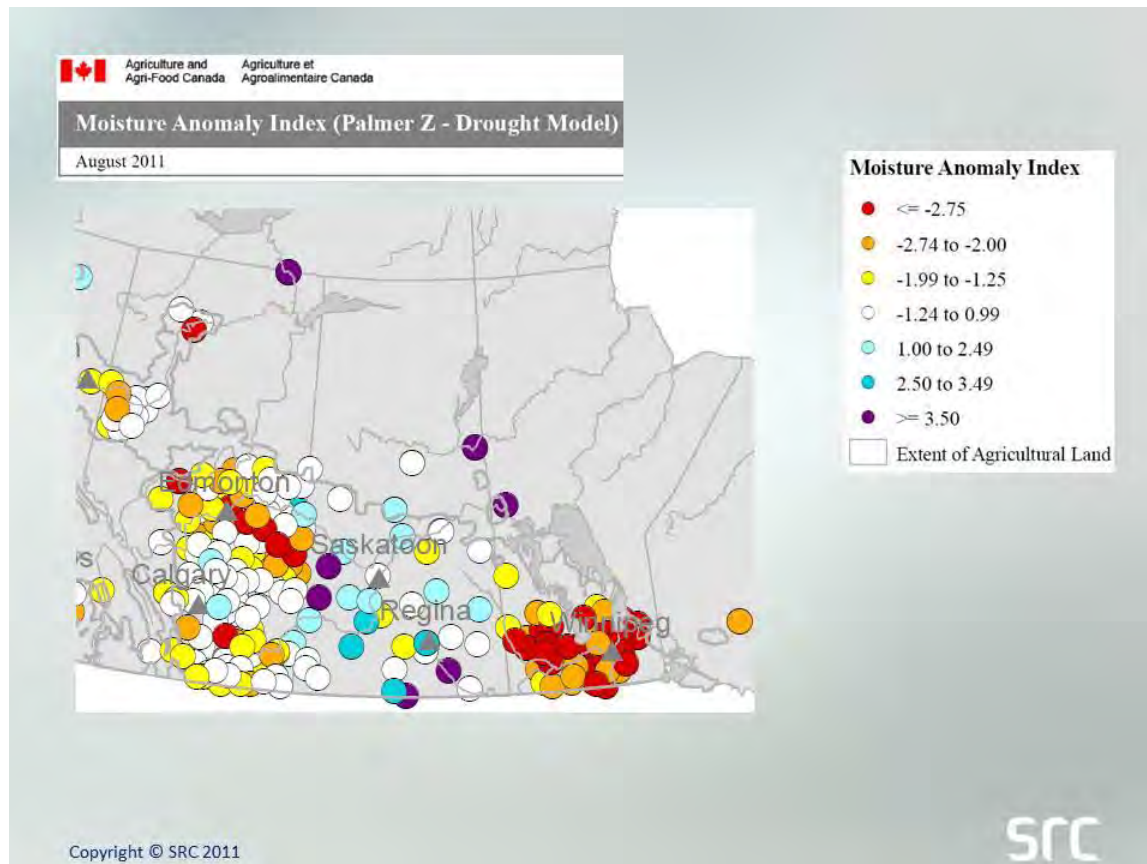 Agriculture and Agriculture et
Agri-Food Canada Agroalimentaire Canada
Moisture Anomaly Index (Palmer Z - Drought Model)
August 2011
Moisture Anomaly Index
<= -2.75
-2.74 to -2.00
-1.99 to -1.25
-1.24 to 0.99
1.00 to 2.49
2.50 to 3.49
>= 3.50
Extent of Agricultural Land
Edmonton
Saskatoon
Calgary
Regina
Winnipeg
Copyright © SRC 2011
src